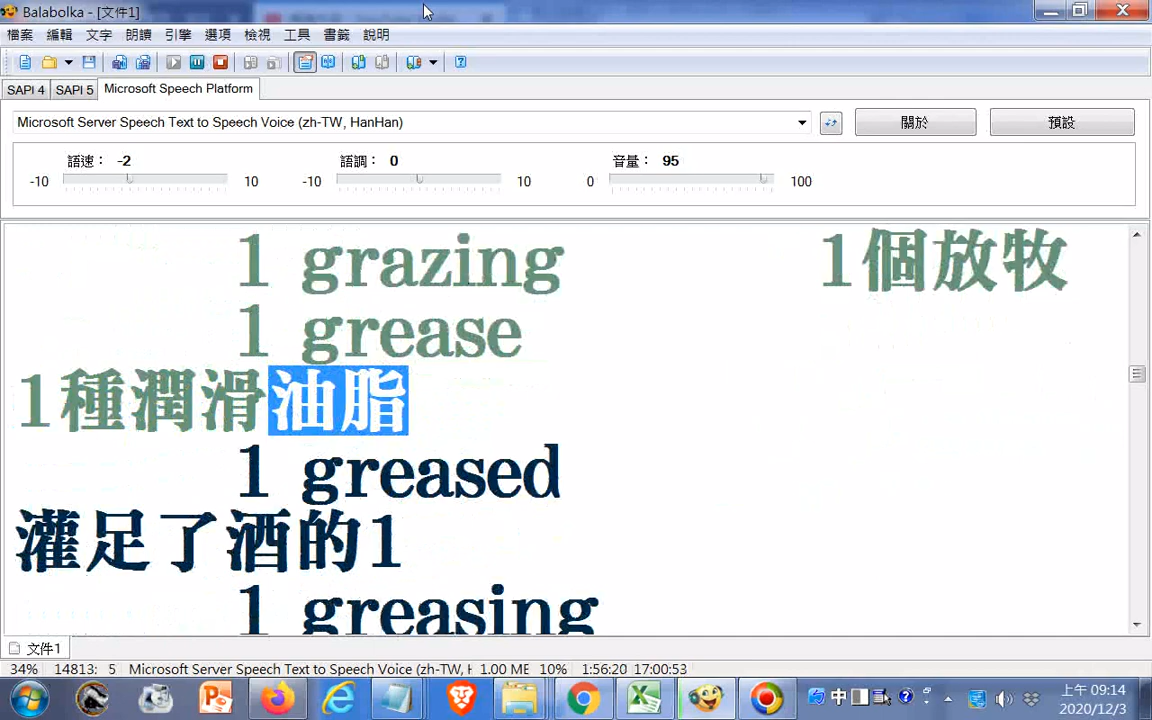 Balabolka - [文件1]
檔案 編輯 文字 朗讀 引擎 選項 檢視 工具 書籤 說明
SAPI 4 SAPI 5 Microsoft Speech Platform
Microsoft Server Speech Text to Speech Voice (zh-TW, HanHan) 關於 預設
語速： -2 語調： 0 音量： 95
-10 10 -10 10 0 100
1 grazing 1個放牧
1 grease
1種潤滑油脂
1 greased
灌足了酒的1
1 greasing
文件1
34% 14813: 5 Microsoft Server Speech Text to Speech Voice (zh-TW, H 1.00 ME 10% 1:56:20 17:00:53
中 上午 09:14
2020/12/3